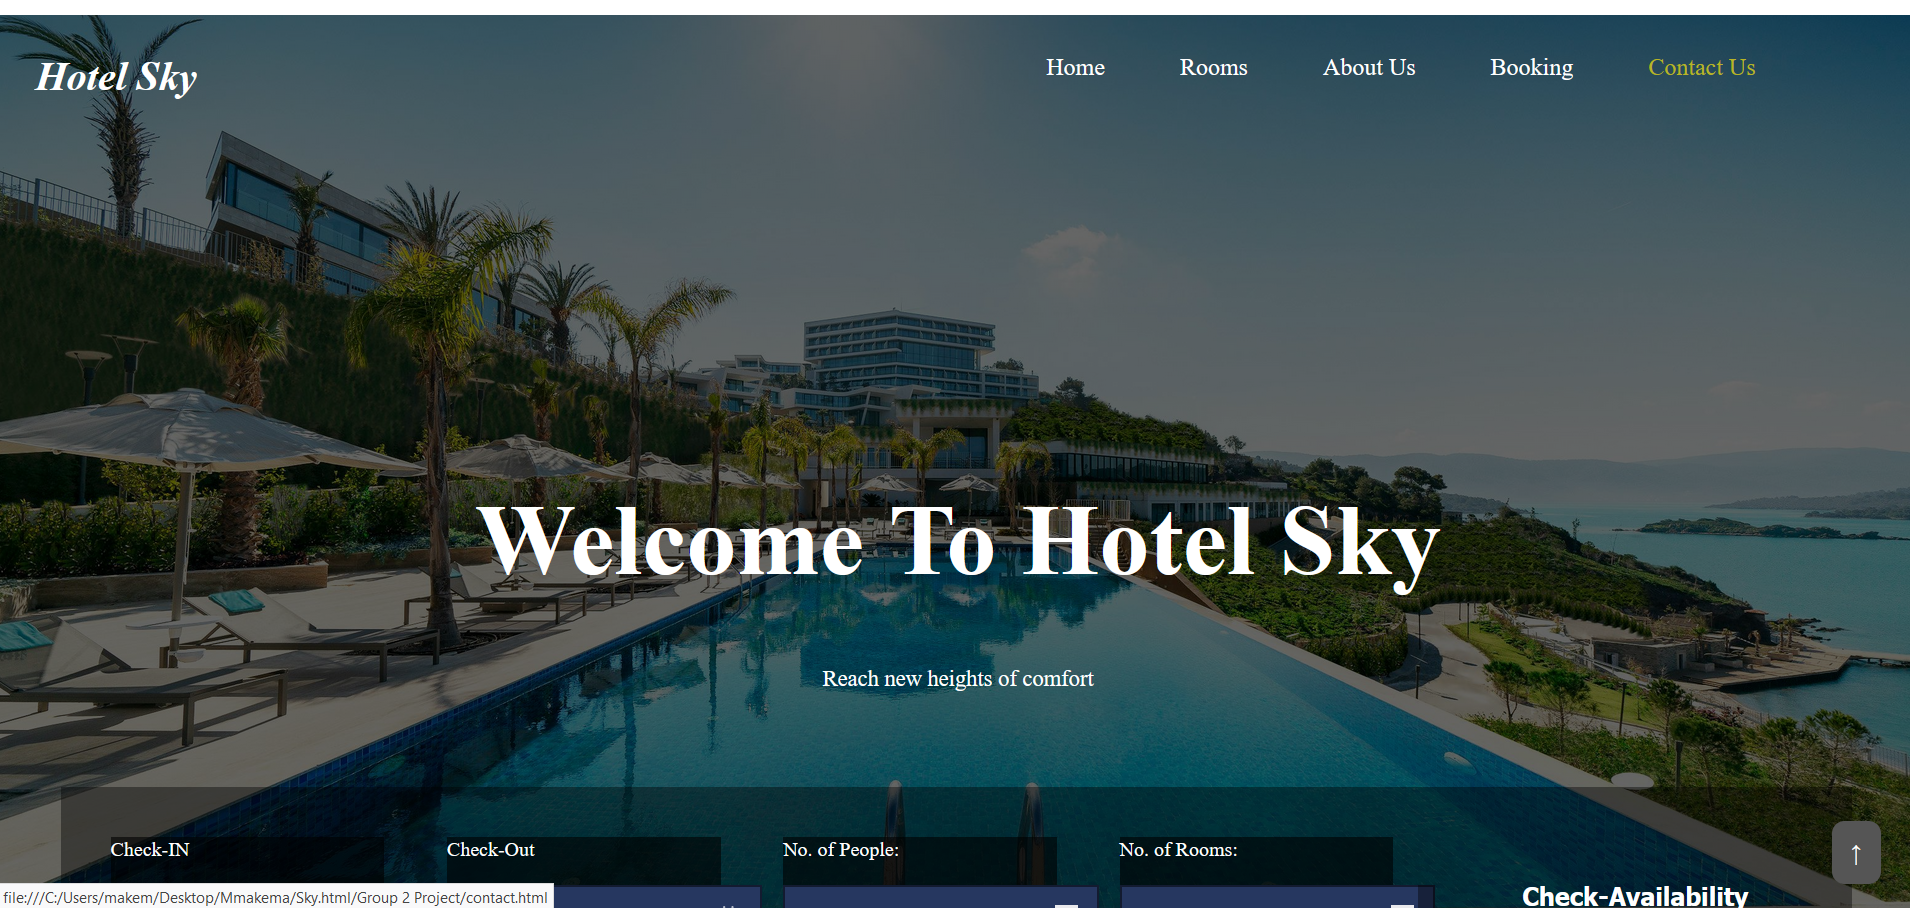 Hotel Sky
Home Rooms About Us Booking Contact Us
Welcome To Hotel Sky
Reach new heights of comfort
Check-IN Check-Out No. of People: No. of Rooms:
↑
Check-Availability
file:///C:/Users/makem/Desktop/Mmakema/Sky.html/Group 2 Project/contact.html